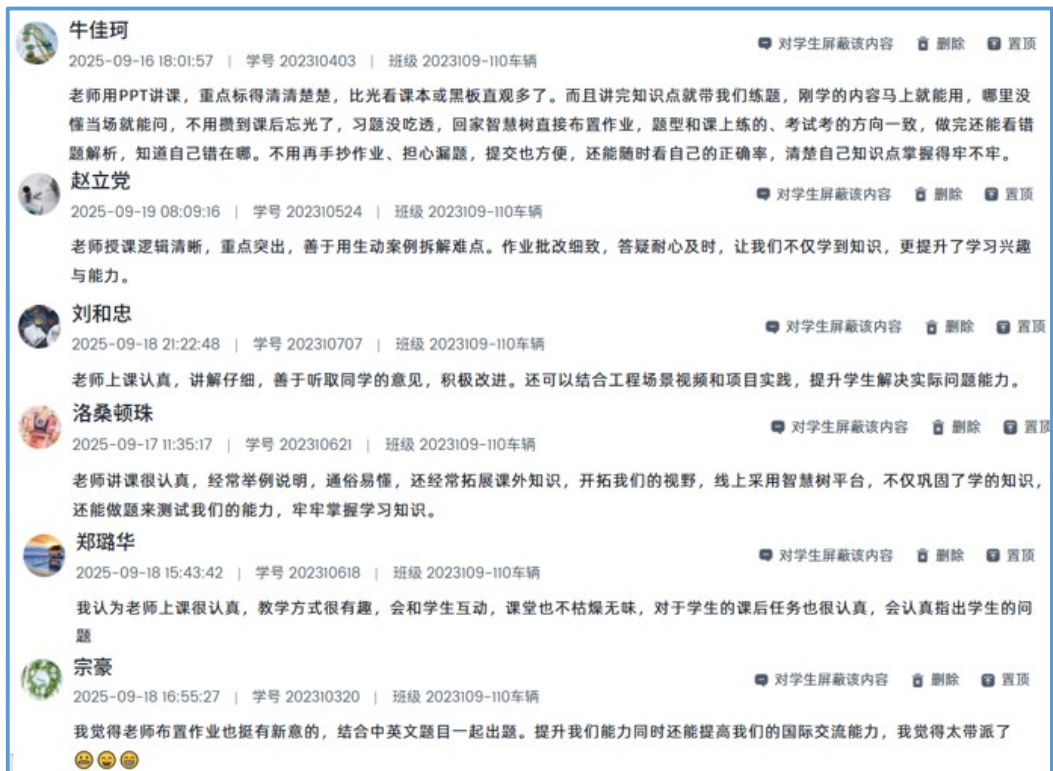 牛佳珂
对学生屏蔽该内容 删除 置顶
2025-09-16 18:01:57 | 学号 202310403 | 班级 2023109-110车辆
老师用PPT讲课，重点标得清清楚楚，比光看课本或黑板直观多了。而且讲完知识点就带我们练题，刚学的内容马上就能用，哪里没
懂当场就能问，不用攒到课后忘光了，习题没吃透，回家智慧树直接布置作业，题型和课上练的、考试考的方向一致，做完还能看错
题解析，知道自己错在哪。不用再手抄作业、担心漏题，提交也方便，还能随时看自己的正确率，清楚自己知识点掌握得牢不牢。
赵立党
对学生屏蔽该内容 删除 置顶
2025-09-19 08:09:16 | 学号 202310524 | 班级 2023109-110车辆
老师授课逻辑清晰，重点突出，善于用生动案例拆解难点。作业批改细致，答疑耐心及时，让我们不仅学到知识，更提升了学习兴趣
与能力。
刘和忠
对学生屏蔽该内容 删除 置顶
2025-09-18 21:22:48 | 学号 202310707 | 班级 2023109-110车辆
老师上课认真，讲解仔细，善于听取同学的意见，积极改进。还可以结合工程场景视频和项目实践，提升学生解决实际问题能力。
洛桑顿珠
对学生屏蔽该内容 删除 置顶
2025-09-17 11:35:17 | 学号 202310621 | 班级 2023109-110车辆
老师讲课很认真，经常举例说明，通俗易懂，还经常拓展课外知识，开拓我们的视野，线上采用智慧树平台，不仅巩固了学的知识，
还能做题来测试我们的能力，牢牢掌握学习知识。
郑璐华
对学生屏蔽该内容 删除 置顶
2025-09-18 15:43:42 | 学号 202310618 | 班级 2023109-110车辆
我认为老师上课很认真，教学方式很有趣，会和学生互动，课堂也不枯燥无味，对于学生的课后任务也很认真，会认真指出学生的问
题
宗豪
对学生屏蔽该内容 删除 置顶
2025-09-18 16:55:27 | 学号 202310320 | 班级 2023109-110车辆
我觉得老师布置作业也挺有新意的，结合中英文题目一起出题。提升我们能力同时还能提高我们的国际交流能力，我觉得太带派了